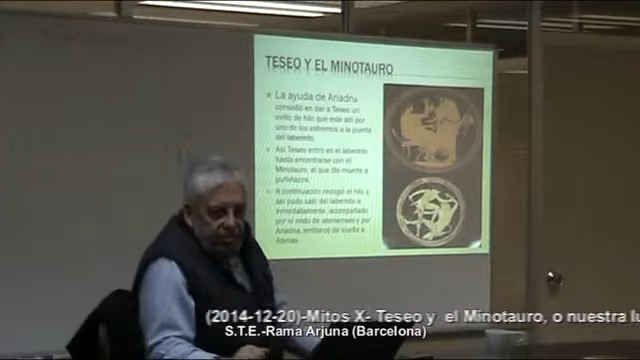 TESEO Y EL MINOTAURO
La ayuda de Ariadna
consistió en dar a Teseo un
ovillo de hilo que este ató por
uno de los extremos a la puerta
del laberinto.
Así Teseo entró en el laberinto
hasta encontrarse con el
Minotauro, al que dio muerte a
puñetazos.
A continuación recogió el hilo y
así pudo salir del laberinto e
inmediatamente, acompañado
por el resto de atenienses y por
Ariadna, embarcó de vuelta a
Atenas.
(2014-12-20)-Mitos X- Teseo y el Minotauro, o nuestra lu
S.T.E.-Rama Arjuna (Barcelona)